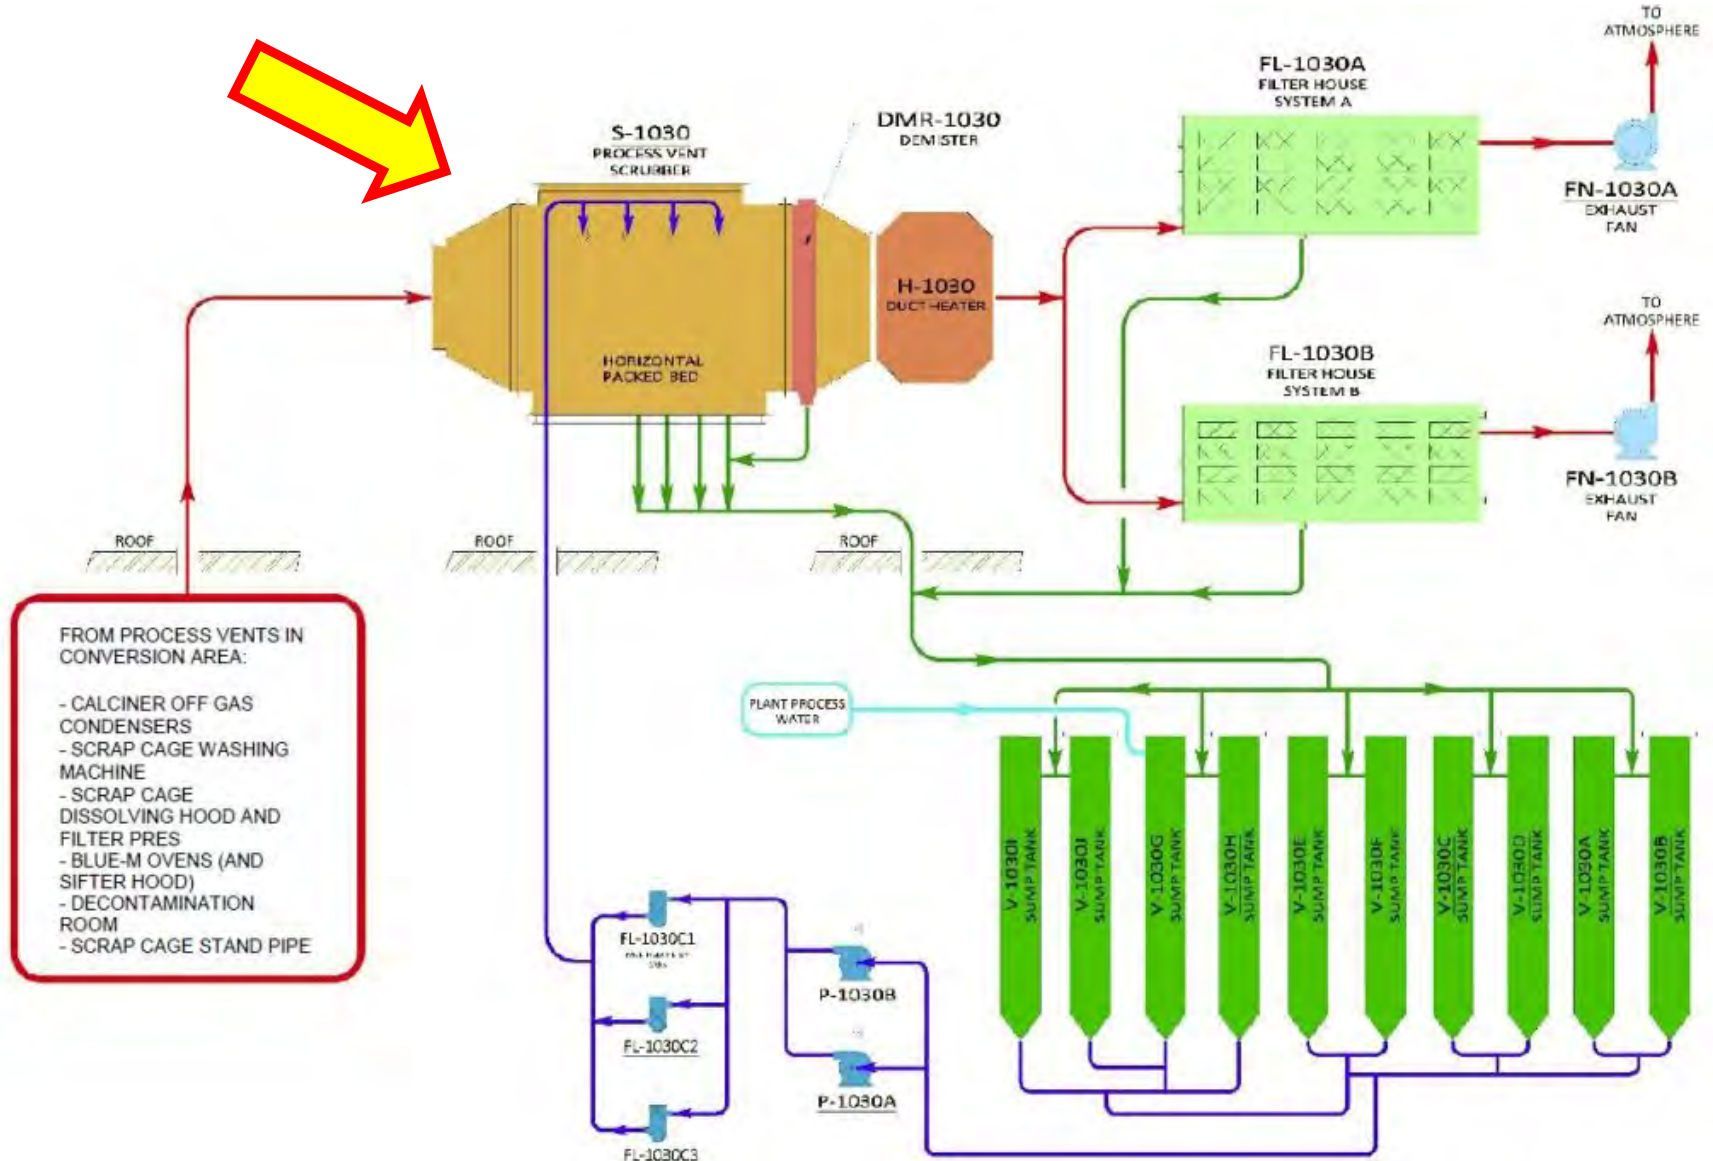 TO
ATMOSPHERE
FL-1030A
FILTER HOUSE
SYSTEM A
S-1030
PROCESS VENT
SCRUBBER
DMR-1030
DEMISTER
FN-1030A
EXHAUST
FAN
H-1030
DUCT HEATER
TO
ATMOSPHERE
FL-1030B
FILTER HOUSE
SYSTEM B
HORIZONTAL
PACKED BED
FN-1030B
EXHAUST
FAN
ROOF
ROOF
ROOF
FROM PROCESS VENTS IN
CONVERSION AREA:
- CALCINER OFF GAS
CONDENSERS
- SCRAP CAGE WASHING
MACHINE
- SCRAP CAGE
DISSOLVING HOOD AND
FILTER PRES
- BLUE-M OVENS (AND
SIFTER HOOD)
- DECONTAMINATION
ROOM
- SCRAP CAGE STAND PIPE
PLANT PROCESS
WATER
V-1030I
SUMP TANK
V-1030J
SUMP TANK
V-1030G
SUMP TANK
V-1030H
SUMP TANK
V-1030E
SUMP TANK
V-1030F
SUMP TANK
V-1030C
SUMP TANK
V-1030D
SUMP TANK
V-1030A
SUMP TANK
V-1030B
SUMP TANK
FL-1030C1
P-1030B
FL-1030C2
P-1030A
FL-1030C3